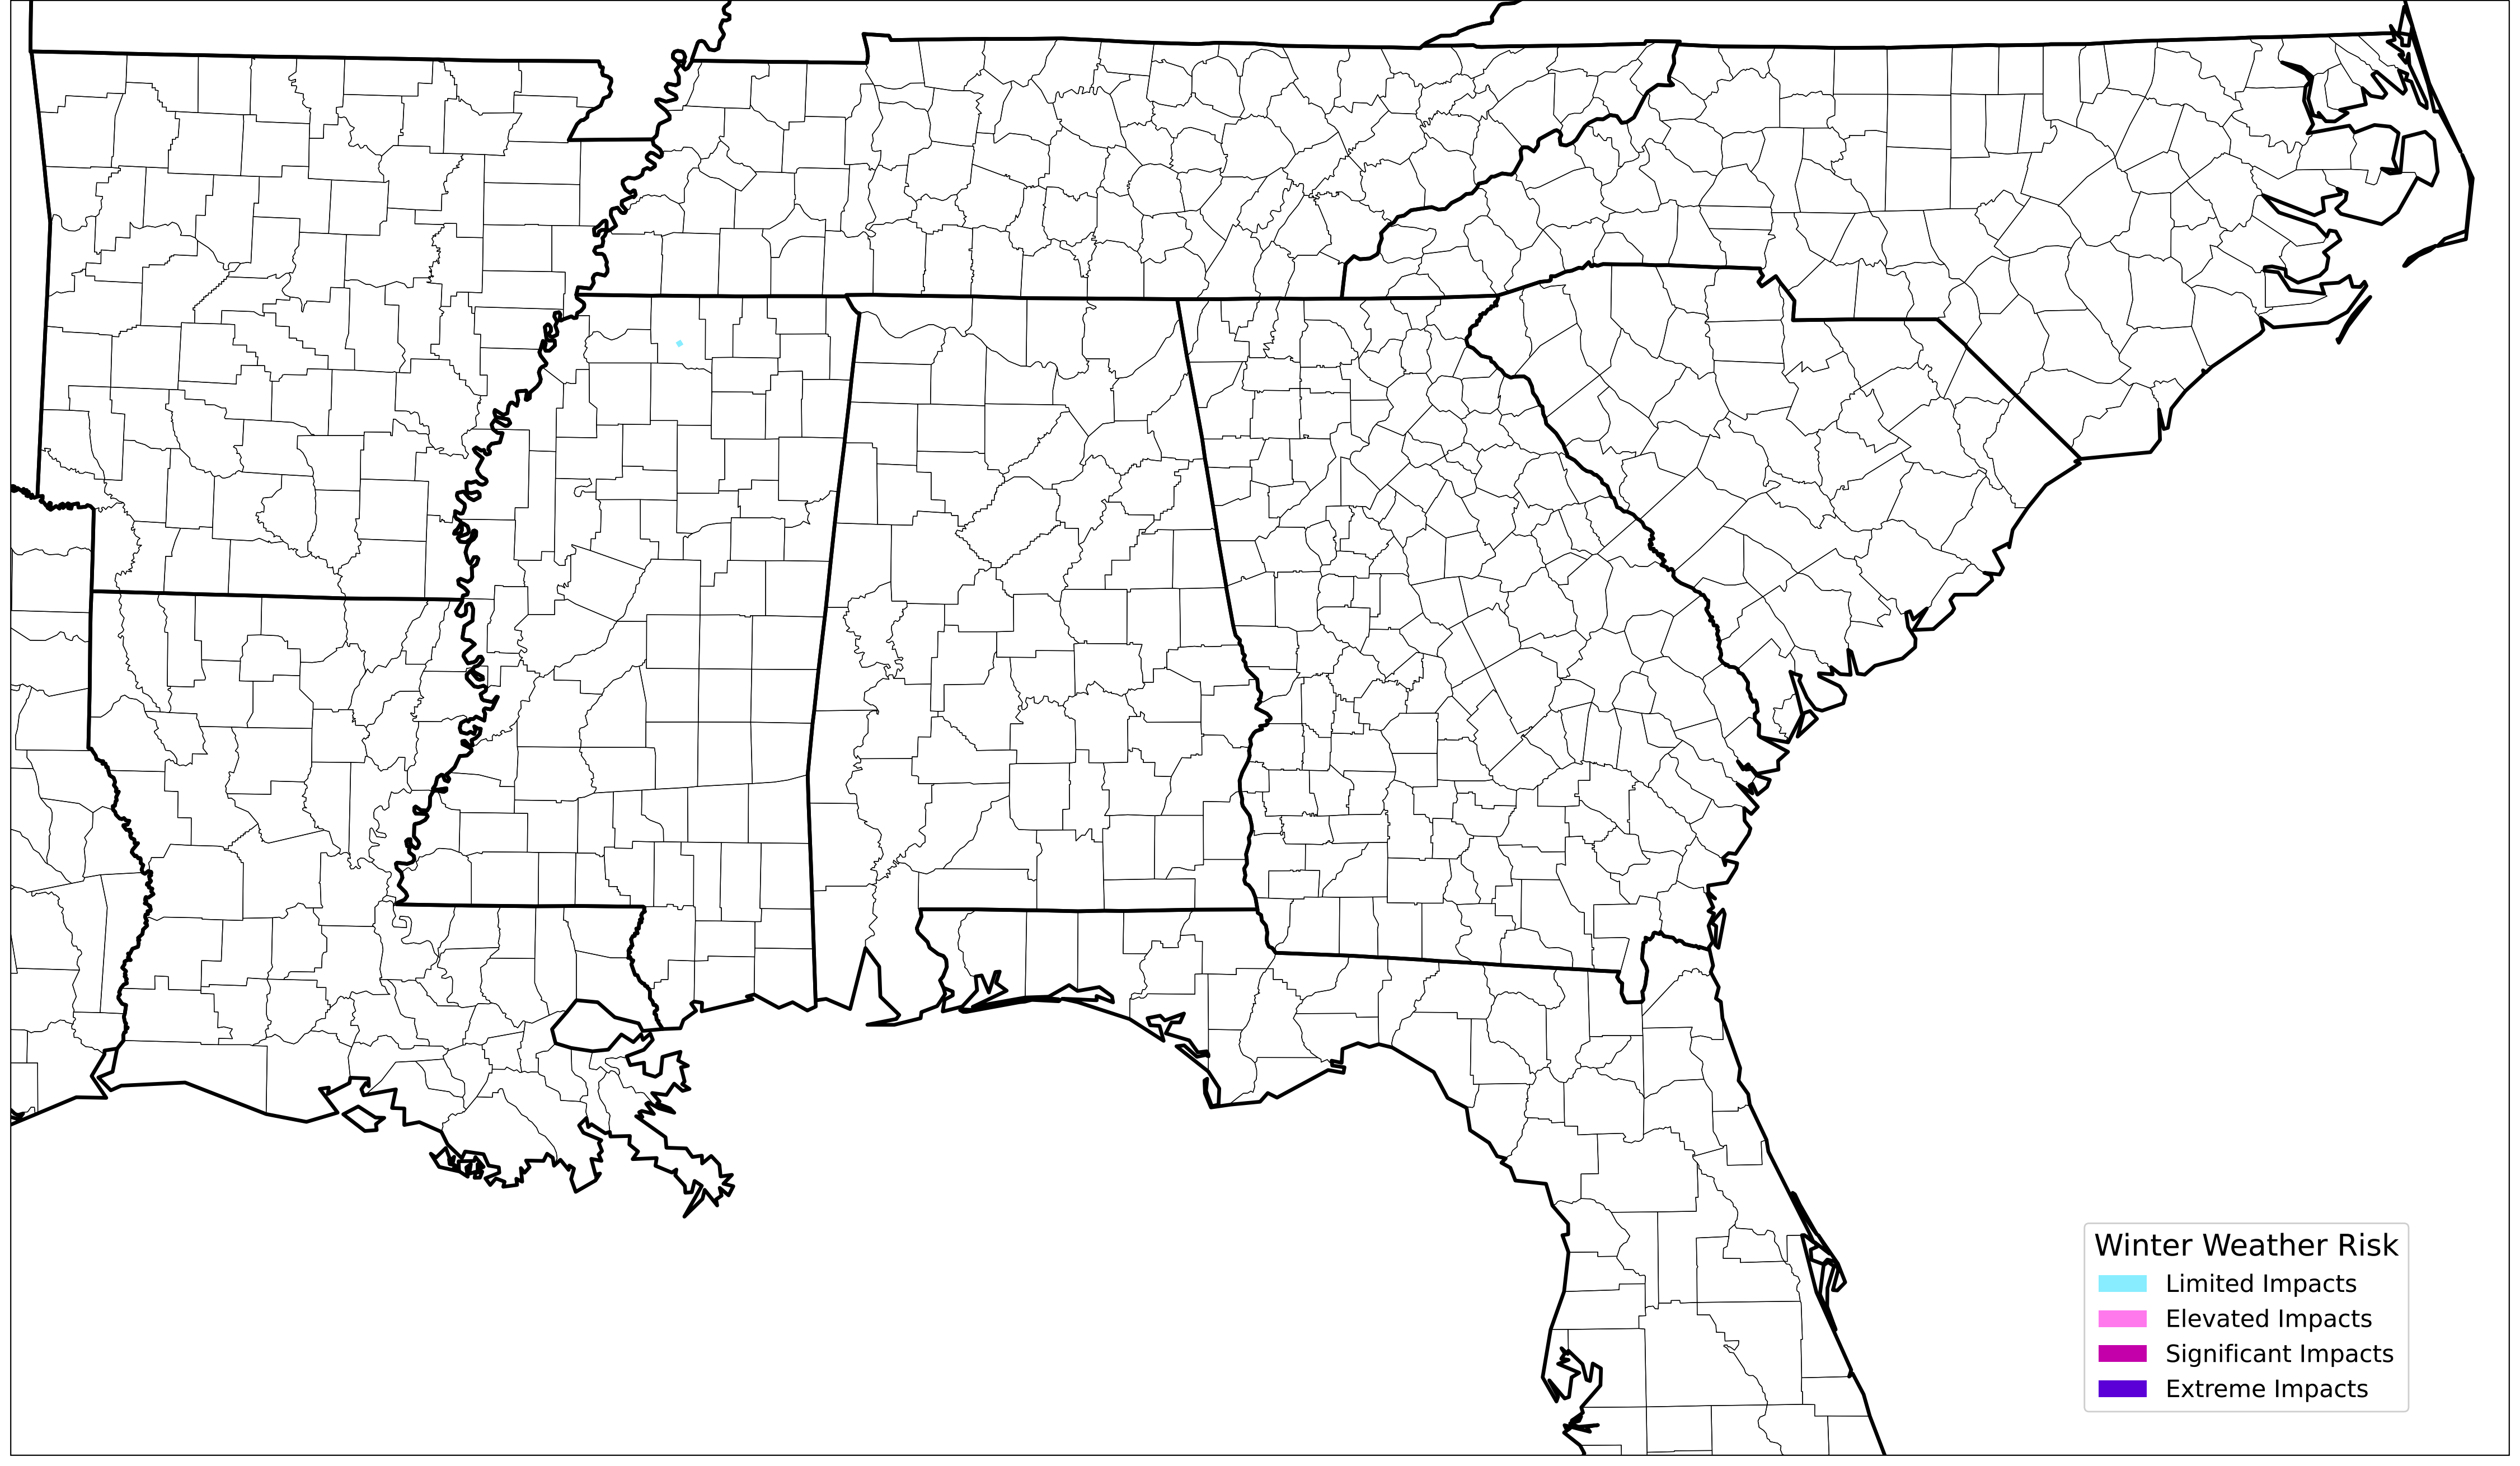 Winter Weather Risk
Limited Impacts
Elevated Impacts
Significant Impacts
Extreme Impacts